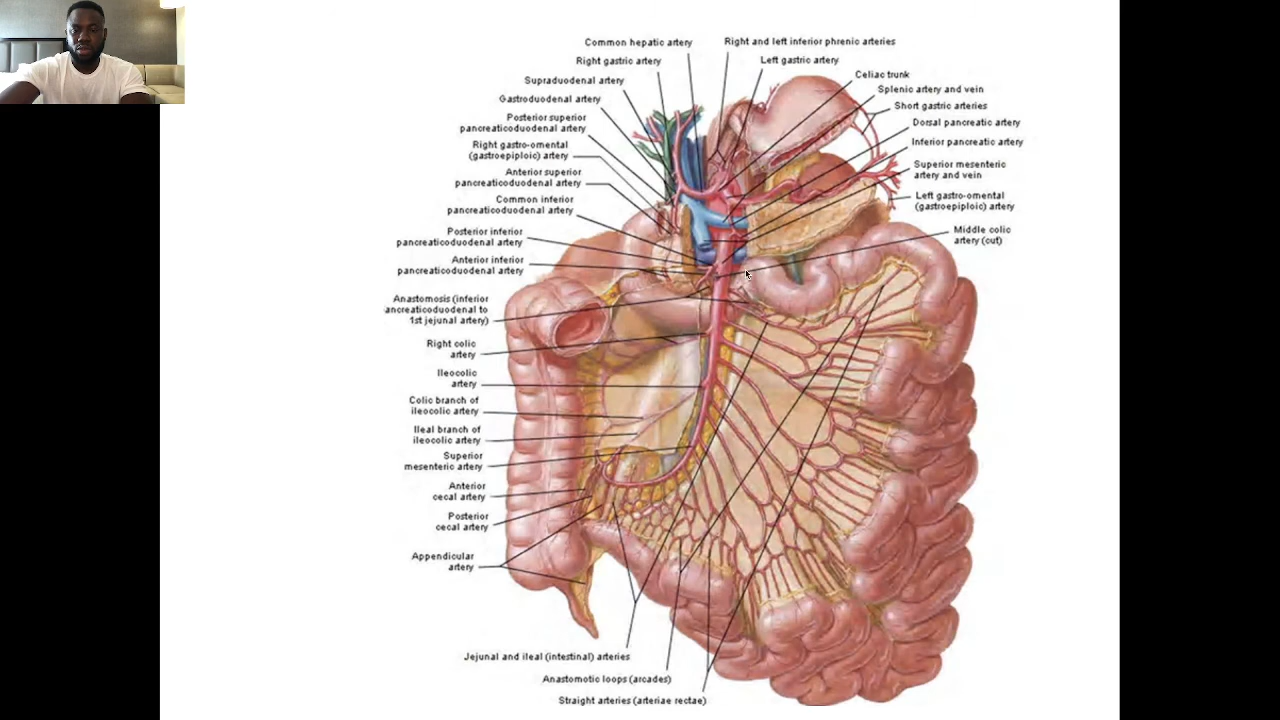 Common hepatic artery
Right gastric artery
Supraduodenal artery
Gastroduodenal artery
Posterior superior
pancreaticoduodenal artery
Right gastro-omental
(gastroepiploic) artery
Anterior superior
pancreaticoduodenal artery
Common inferior
pancreaticoduodenal artery
Posterior inferior
pancreaticoduodenal artery
Anterior inferior
pancreaticoduodenal artery
Anastomosis (inferior
ancreaticoduodenal to
1st jejunal artery)
Right colic
artery
Ileocolic
artery
Colic branch of
ileocolic artery
Ileal branch of
ileocolic artery
Superior
mesenteric artery
Anterior
cecal artery
Posterior
cecal artery
Appendicular
artery
Jejunal and ileal (intestinal) arteries
Anastomotic loops (arcades)
Straight arteries (arteriae rectae)
Right and left inferior phrenic arteries
Left gastric artery
Celiac trunk
Splenic artery and vein
Short gastric arteries
Dorsal pancreatic artery
Inferior pancreatic artery
Superior mesenteric
artery and vein
Left gastro-omental
(gastroepiploic) artery
Middle colic
artery (cut)